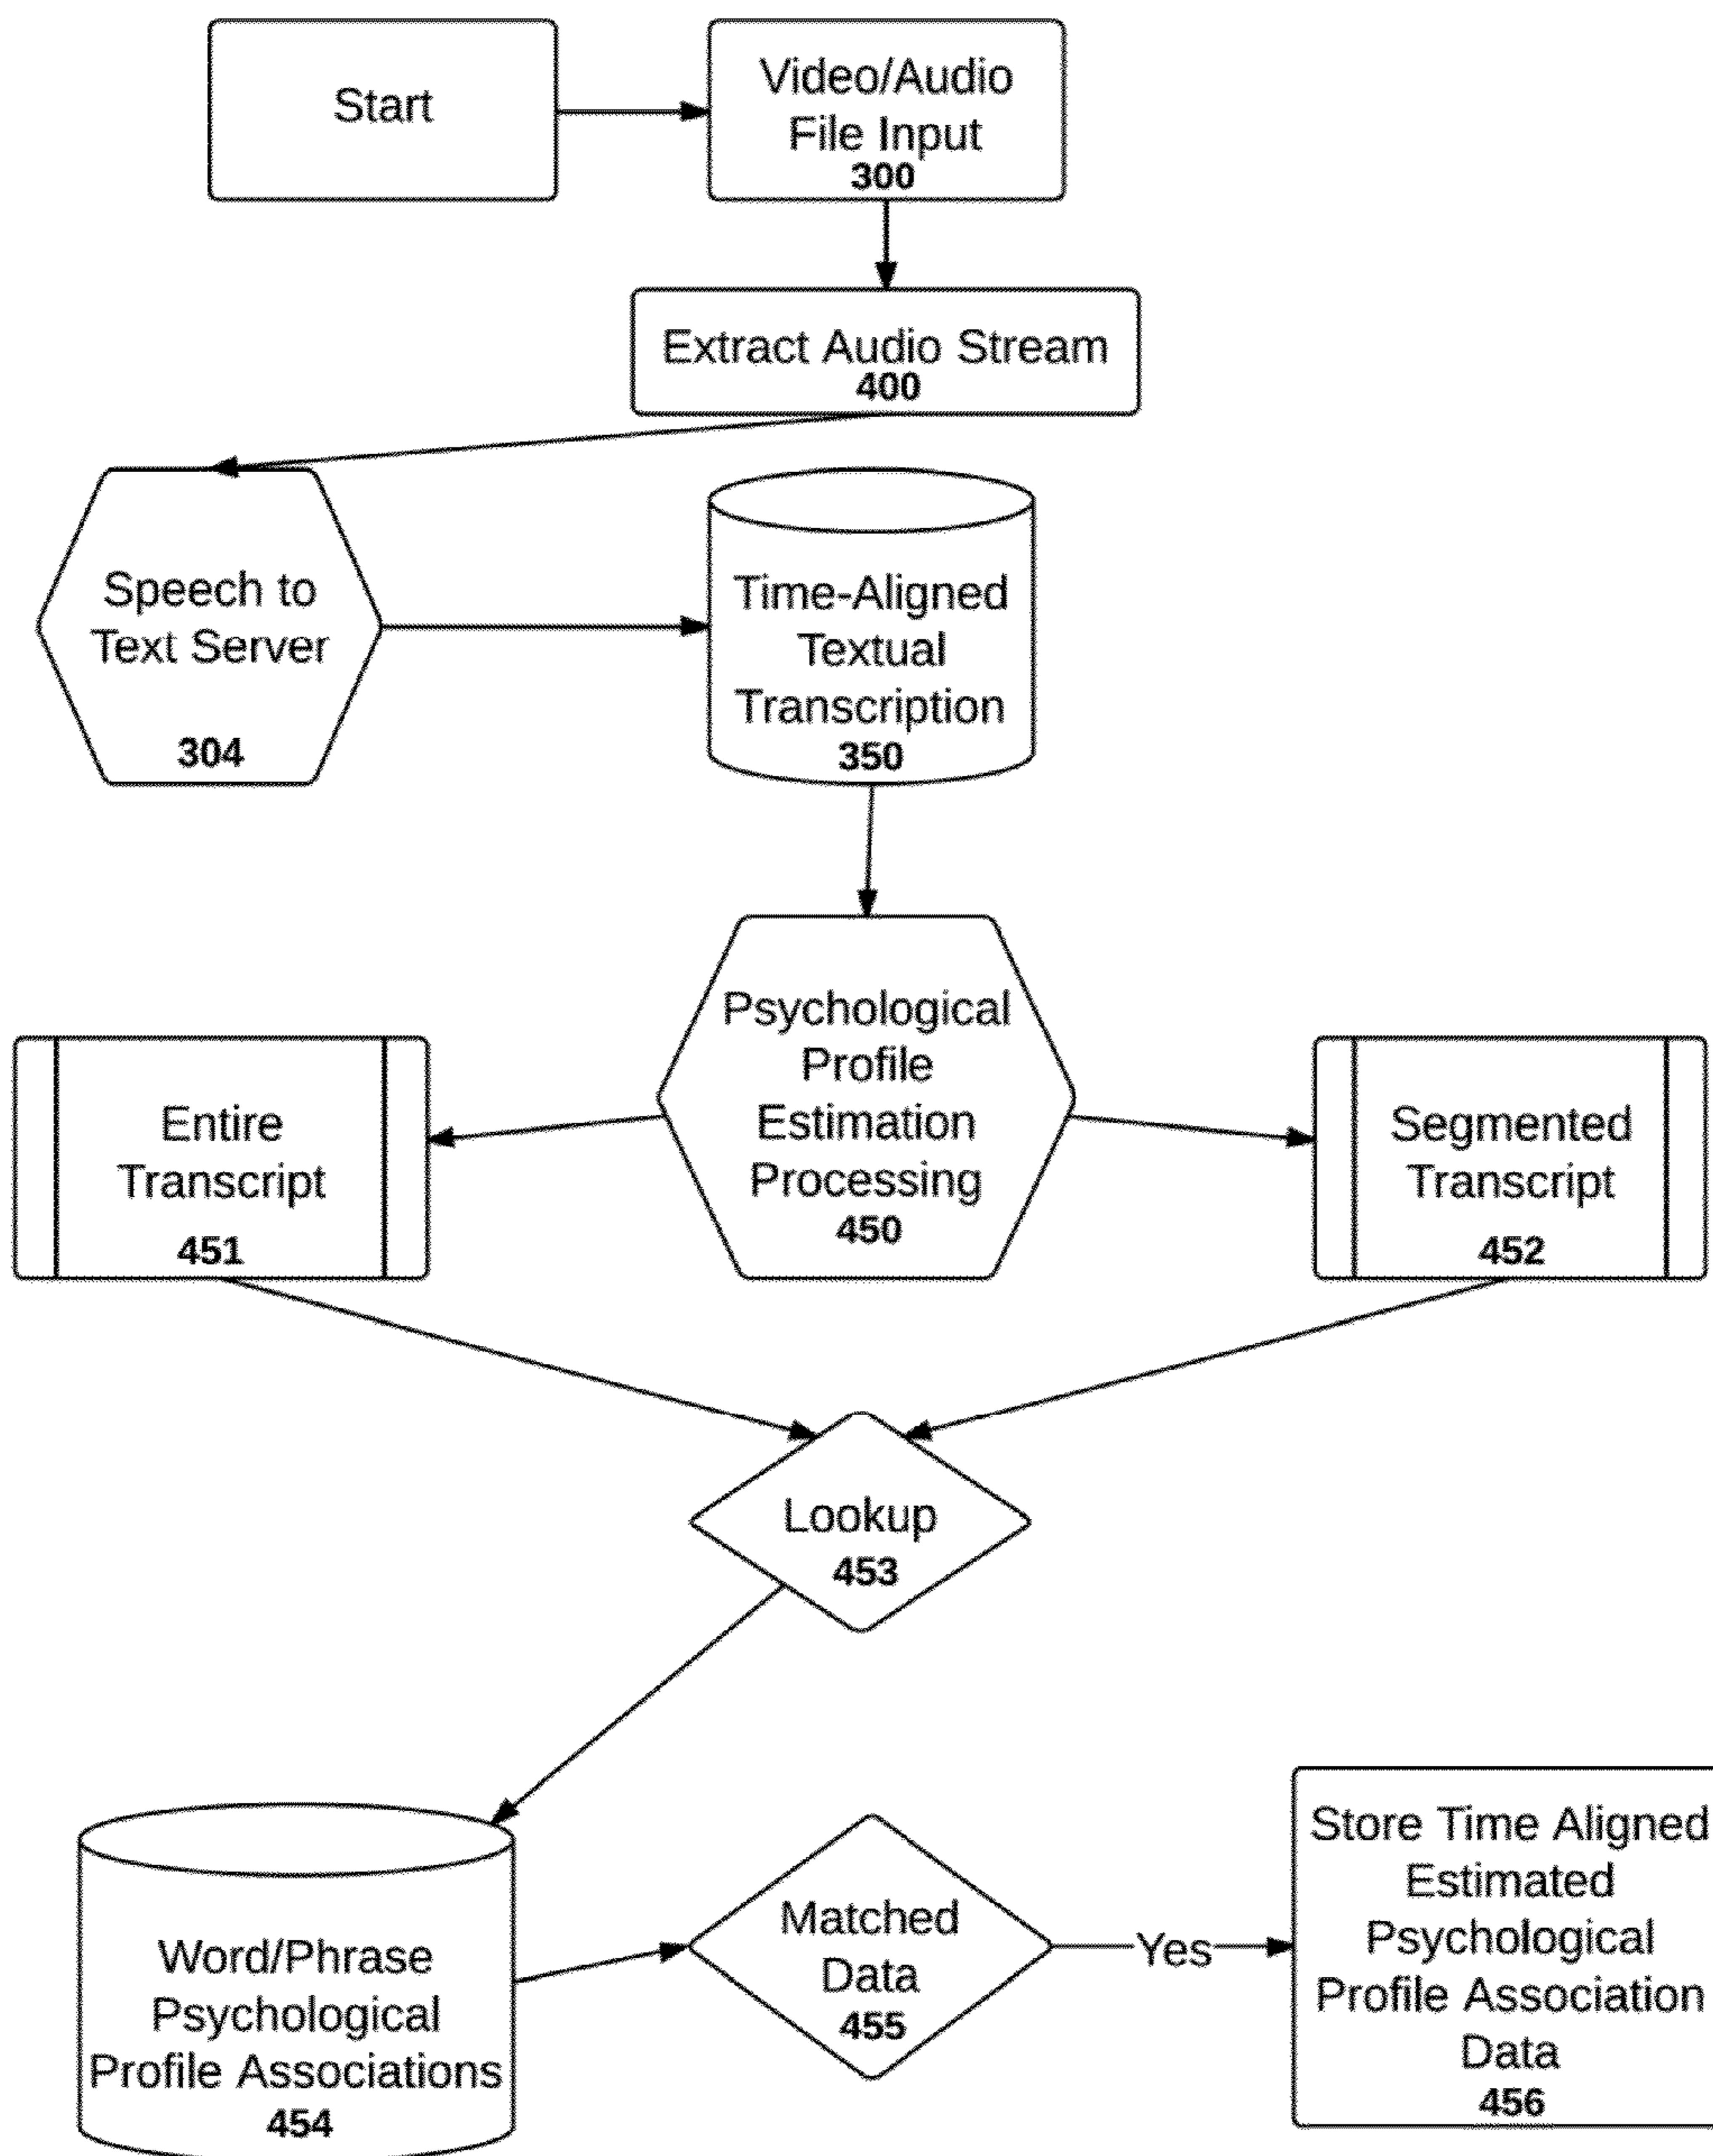 Start
Video/Audio
File Input
300
Extract Audio Stream
400
Speech to
Text Server
304
Time-Aligned
Textual
Transcription
350
Psychological
Profile
Estimation
Processing
450
Entire
Transcript
451
Segmented
Transcript
452
Lookup
453
Word/Phrase
Psychological
Profile Associations
454
Matched
Data
455
Yes
Store Time Aligned
Estimated
Psychological
Profile Association
Data
456